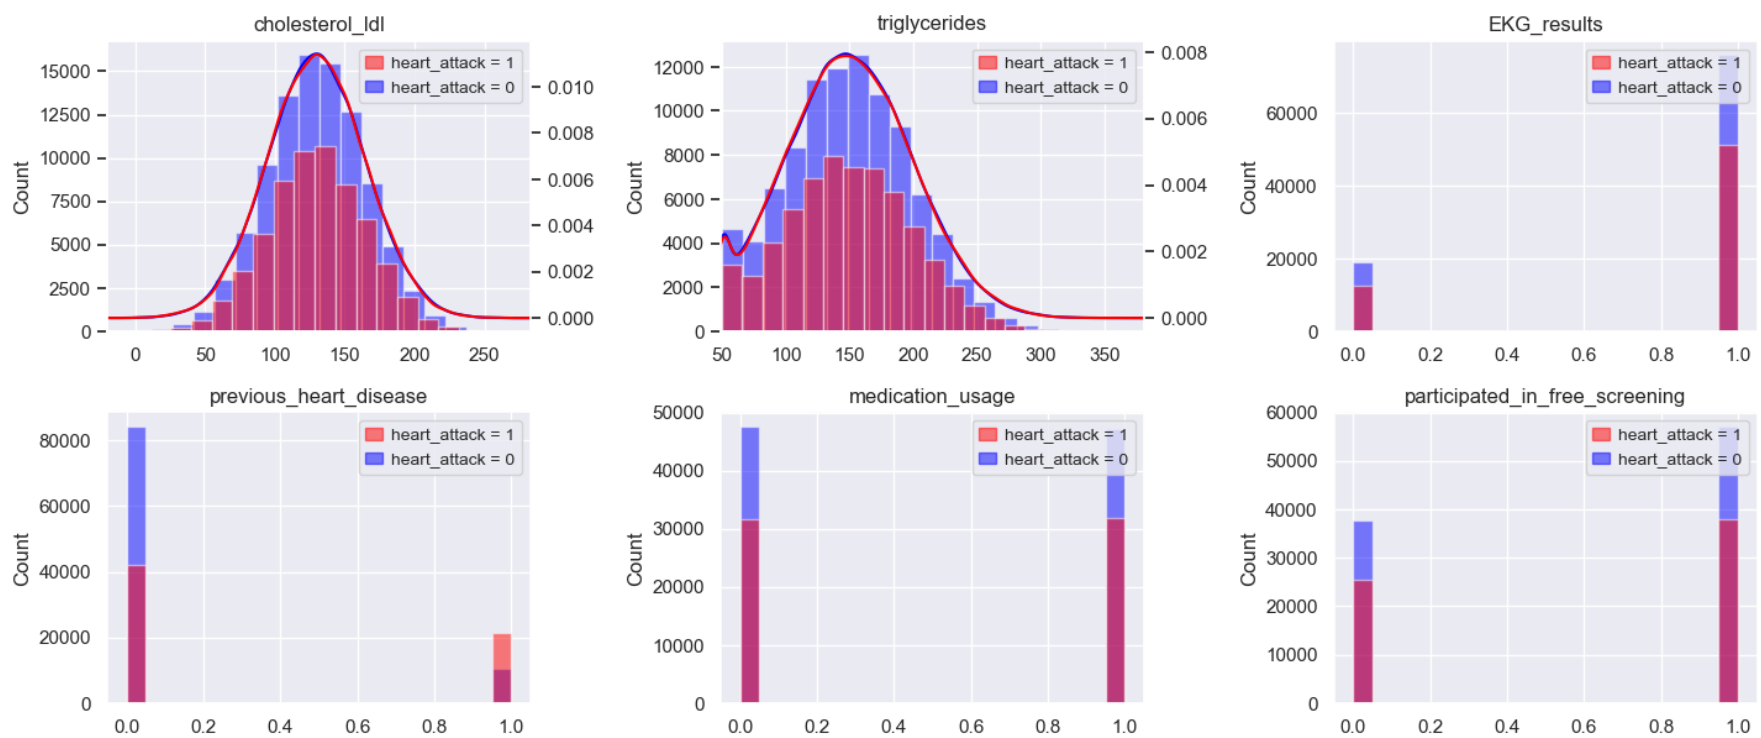 cholesterol_ldl
heart_attack = 1
heart_attack = 0
Count
15000
12500
10000
7500
5000
2500
0
0.010
0.008
0.006
0.004
0.002
0.000
0 50 100 150 200 250
triglycerides
heart_attack = 1
heart_attack = 0
Count
12000
10000
8000
6000
4000
2000
0
0.008
0.006
0.004
0.002
0.000
50 100 150 200 250 300 350
EKG_results
heart_attack = 1
heart_attack = 0
Count
60000
40000
20000
0
0.0 0.2 0.4 0.6 0.8 1.0
previous_heart_disease
heart_attack = 1
heart_attack = 0
Count
80000
60000
40000
20000
0
0.0 0.2 0.4 0.6 0.8 1.0
medication_usage
heart_attack = 1
heart_attack = 0
Count
50000
40000
30000
20000
10000
0
0.0 0.2 0.4 0.6 0.8 1.0
participated_in_free_screening
heart_attack = 1
heart_attack = 0
Count
60000
50000
40000
30000
20000
10000
0
0.0 0.2 0.4 0.6 0.8 1.0